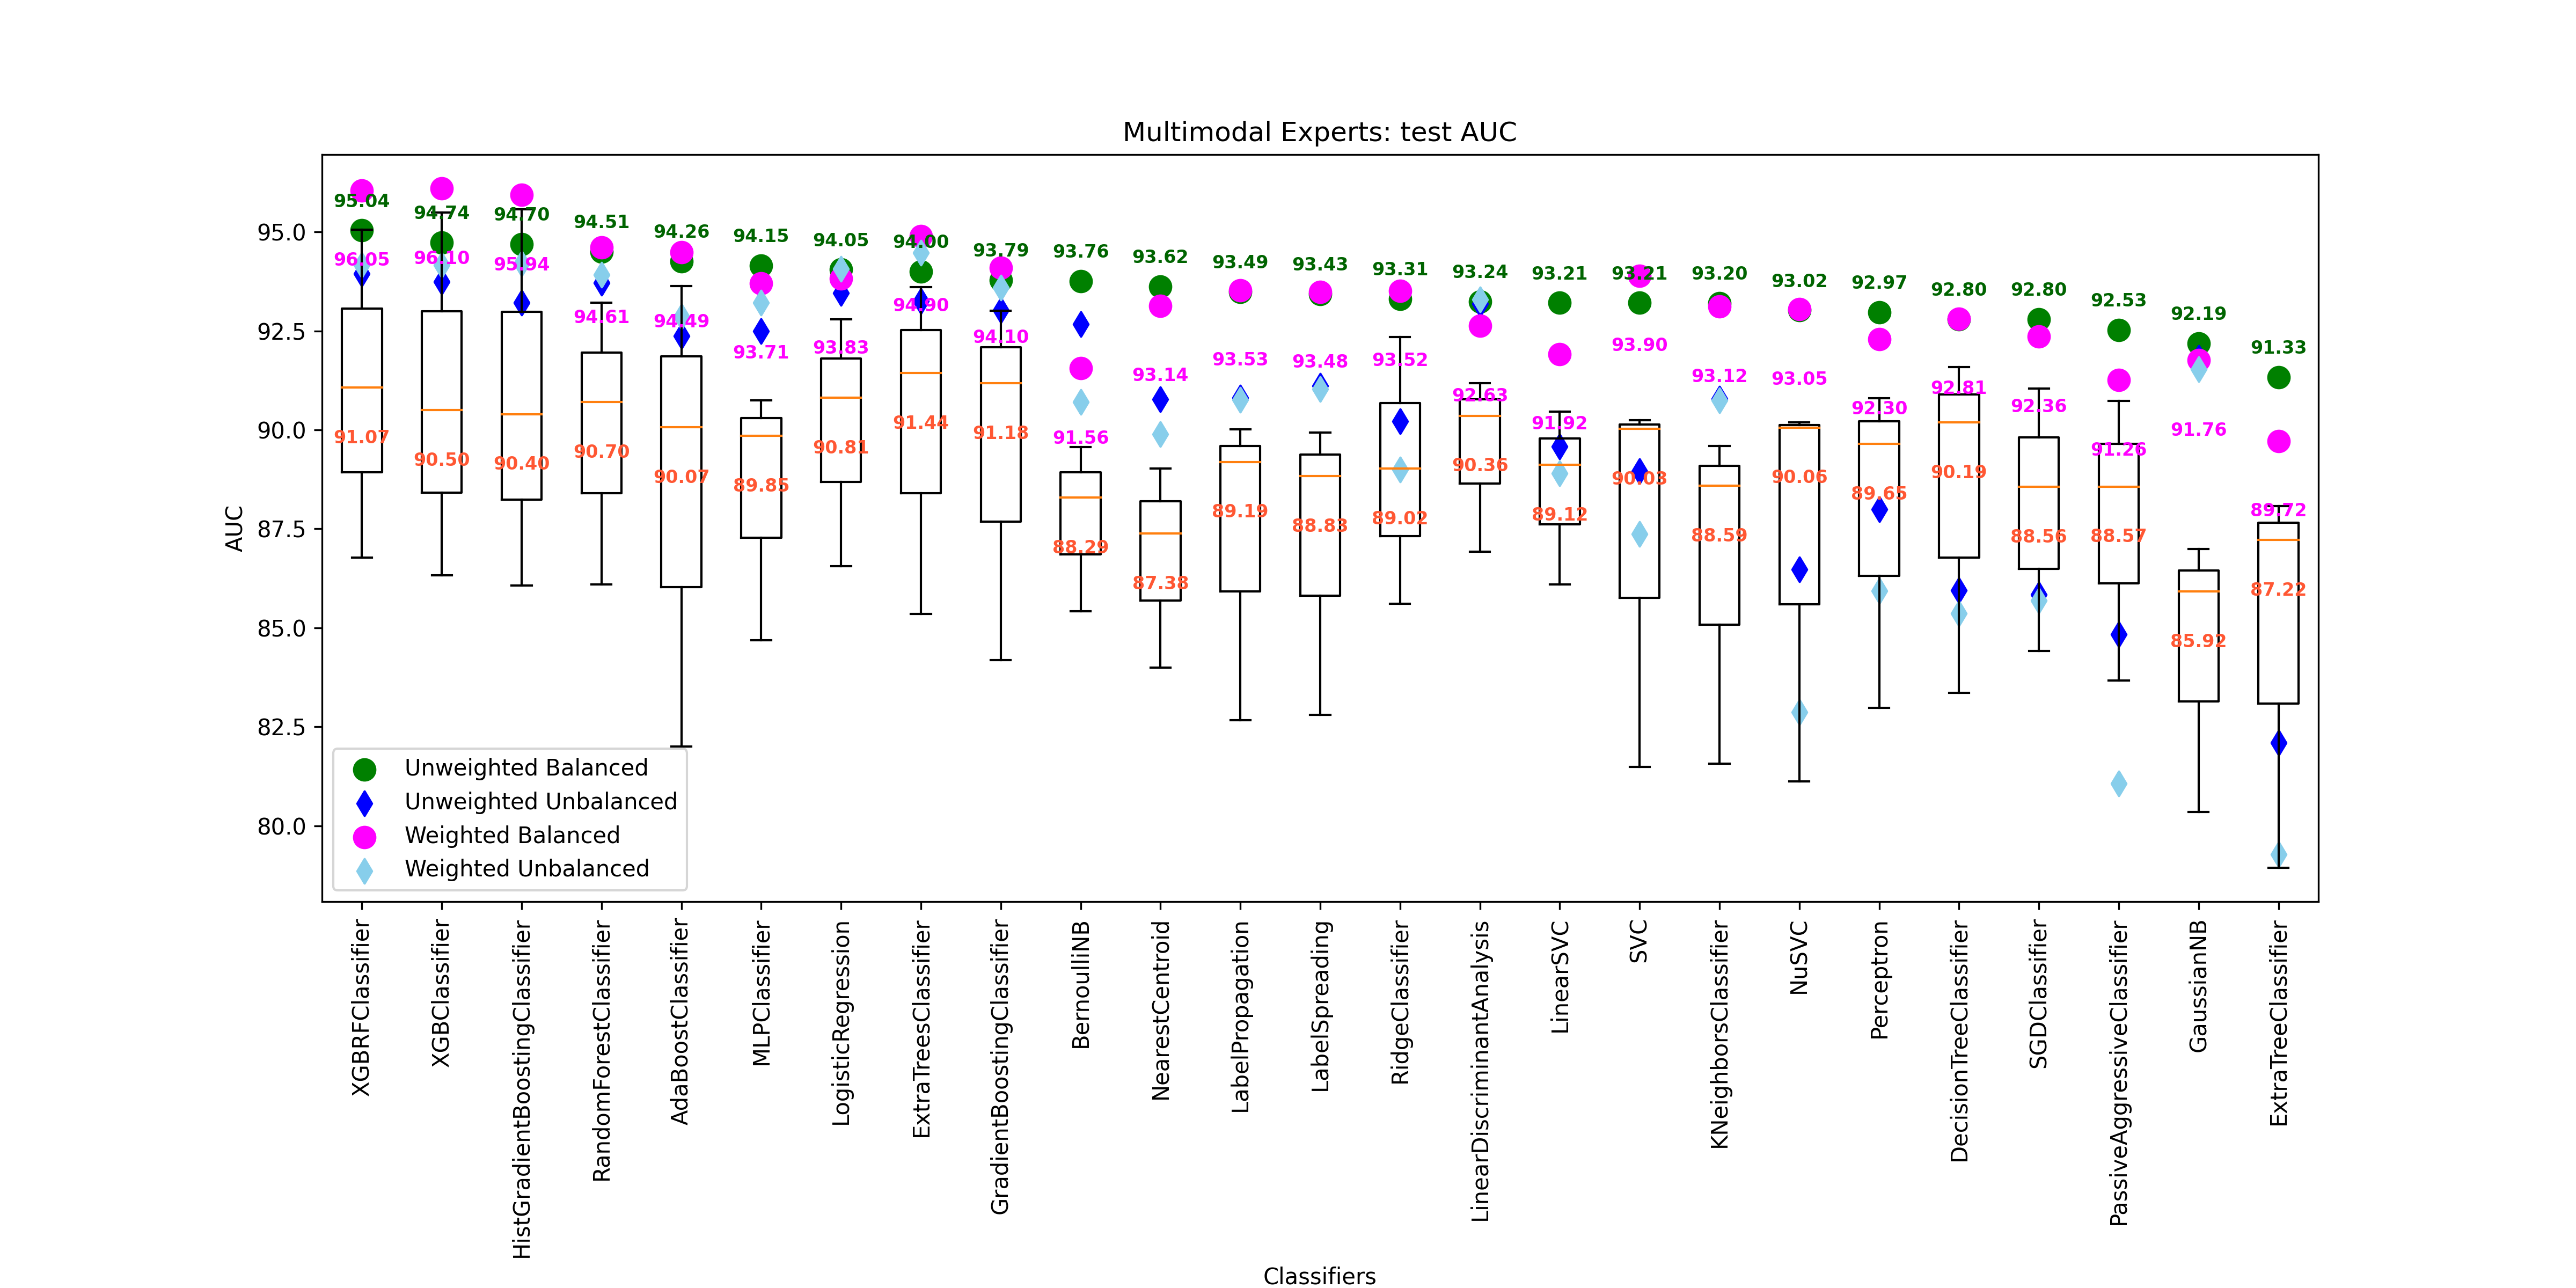 Multimodal Experts: test AUC
95.04 94.74 94.70 94.51 94.26 94.15 94.05 94.00 93.79 93.76 93.62 93.49 93.43 93.31 93.24 93.21 93.21 93.20 93.02 92.97 92.80 92.80 92.53 92.19 91.33
96.05 96.10 95.94 94.61 94.49 93.71 93.83 94.90 94.10 91.56 93.14 93.53 93.48 93.52 92.63 91.92 93.90 93.12 93.05 92.30 92.81 92.36 91.26 91.76 89.72
91.07 90.50 90.40 90.70 90.07 89.85 90.81 91.44 91.18 88.29 87.38 89.19 88.83 89.02 90.36 89.12 90.03 88.59 90.06 89.65 90.19 88.56 88.57 85.92 87.22
AUC
95.0
92.5
90.0
87.5
85.0
82.5
80.0
Unweighted Balanced
Unweighted Unbalanced
Weighted Balanced
Weighted Unbalanced
XGBRFClassifier
XGBClassifier
HistGradientBoostingClassifier
RandomForestClassifier
AdaBoostClassifier
MLPClassifier
LogisticRegression
ExtraTreesClassifier
GradientBoostingClassifier
BernoulliNB
NearestCentroid
LabelPropagation
LabelSpreading
RidgeClassifier
LinearDiscriminantAnalysis
LinearSVC
SVC
KNeighborsClassifier
NuSVC
Perceptron
DecisionTreeClassifier
SGDClassifier
PassiveAggressiveClassifier
GaussianNB
ExtraTreeClassifier
Classifiers